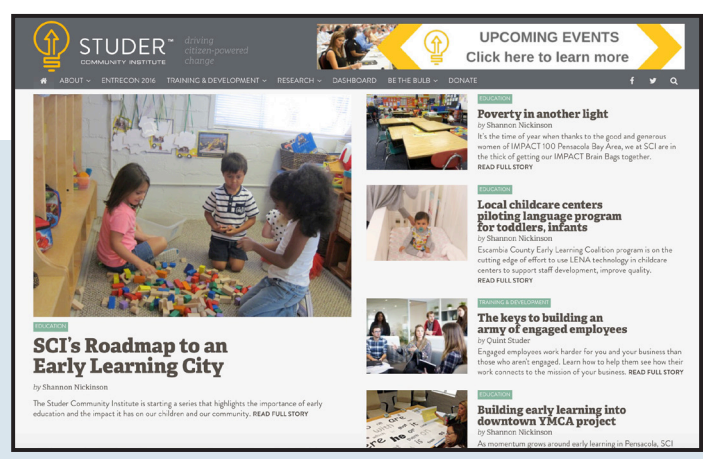 STUDER™
COMMUNITY INSTITUTE
driving
citizen-powered
change
UPCOMING EVENTS
Click here to learn more
ABOUT
ENTRECON 2016
TRAINING & DEVELOPMENT
RESEARCH
DASHBOARD
BE THE BULB
DONATE
EDUCATION
SCI's Roadmap to an
Early Learning City
by Shannon Nickinson
The Studer Community Institute is starting a series that highlights the importance of early
education and the impact it has on our children and our community. READ FULL STORY
EDUCATION
Poverty in another light
by Shannon Nickinson
It's the time of year when thanks to the good and generous
women of IMPACT 100 Pensacola Bay Area, we at SCI are in
the thick of getting our IMPACT Brain Bags together.
READ FULL STORY
EDUCATION
Local childcare centers
piloting language program
for toddlers, infants
by Shannon Nickinson
Escambia County Early Learning Coalition program is on the
cutting edge of effort to use LENA technology in childcare
centers to support staff development, improve quality.
READ FULL STORY
TRAINING & DEVELOPMENT
The keys to building an
army of engaged employees
by Quint Studer
Engaged employees work harder for you and your business than
those who aren't engaged. Learn how to help them see how their
work connects to the mission of your business. READ FULL STORY
EDUCATION
Building early learning into
downtown YMCA project
by Shannon Nickinson
As momentum grows around early learning in Pensacola, SCI